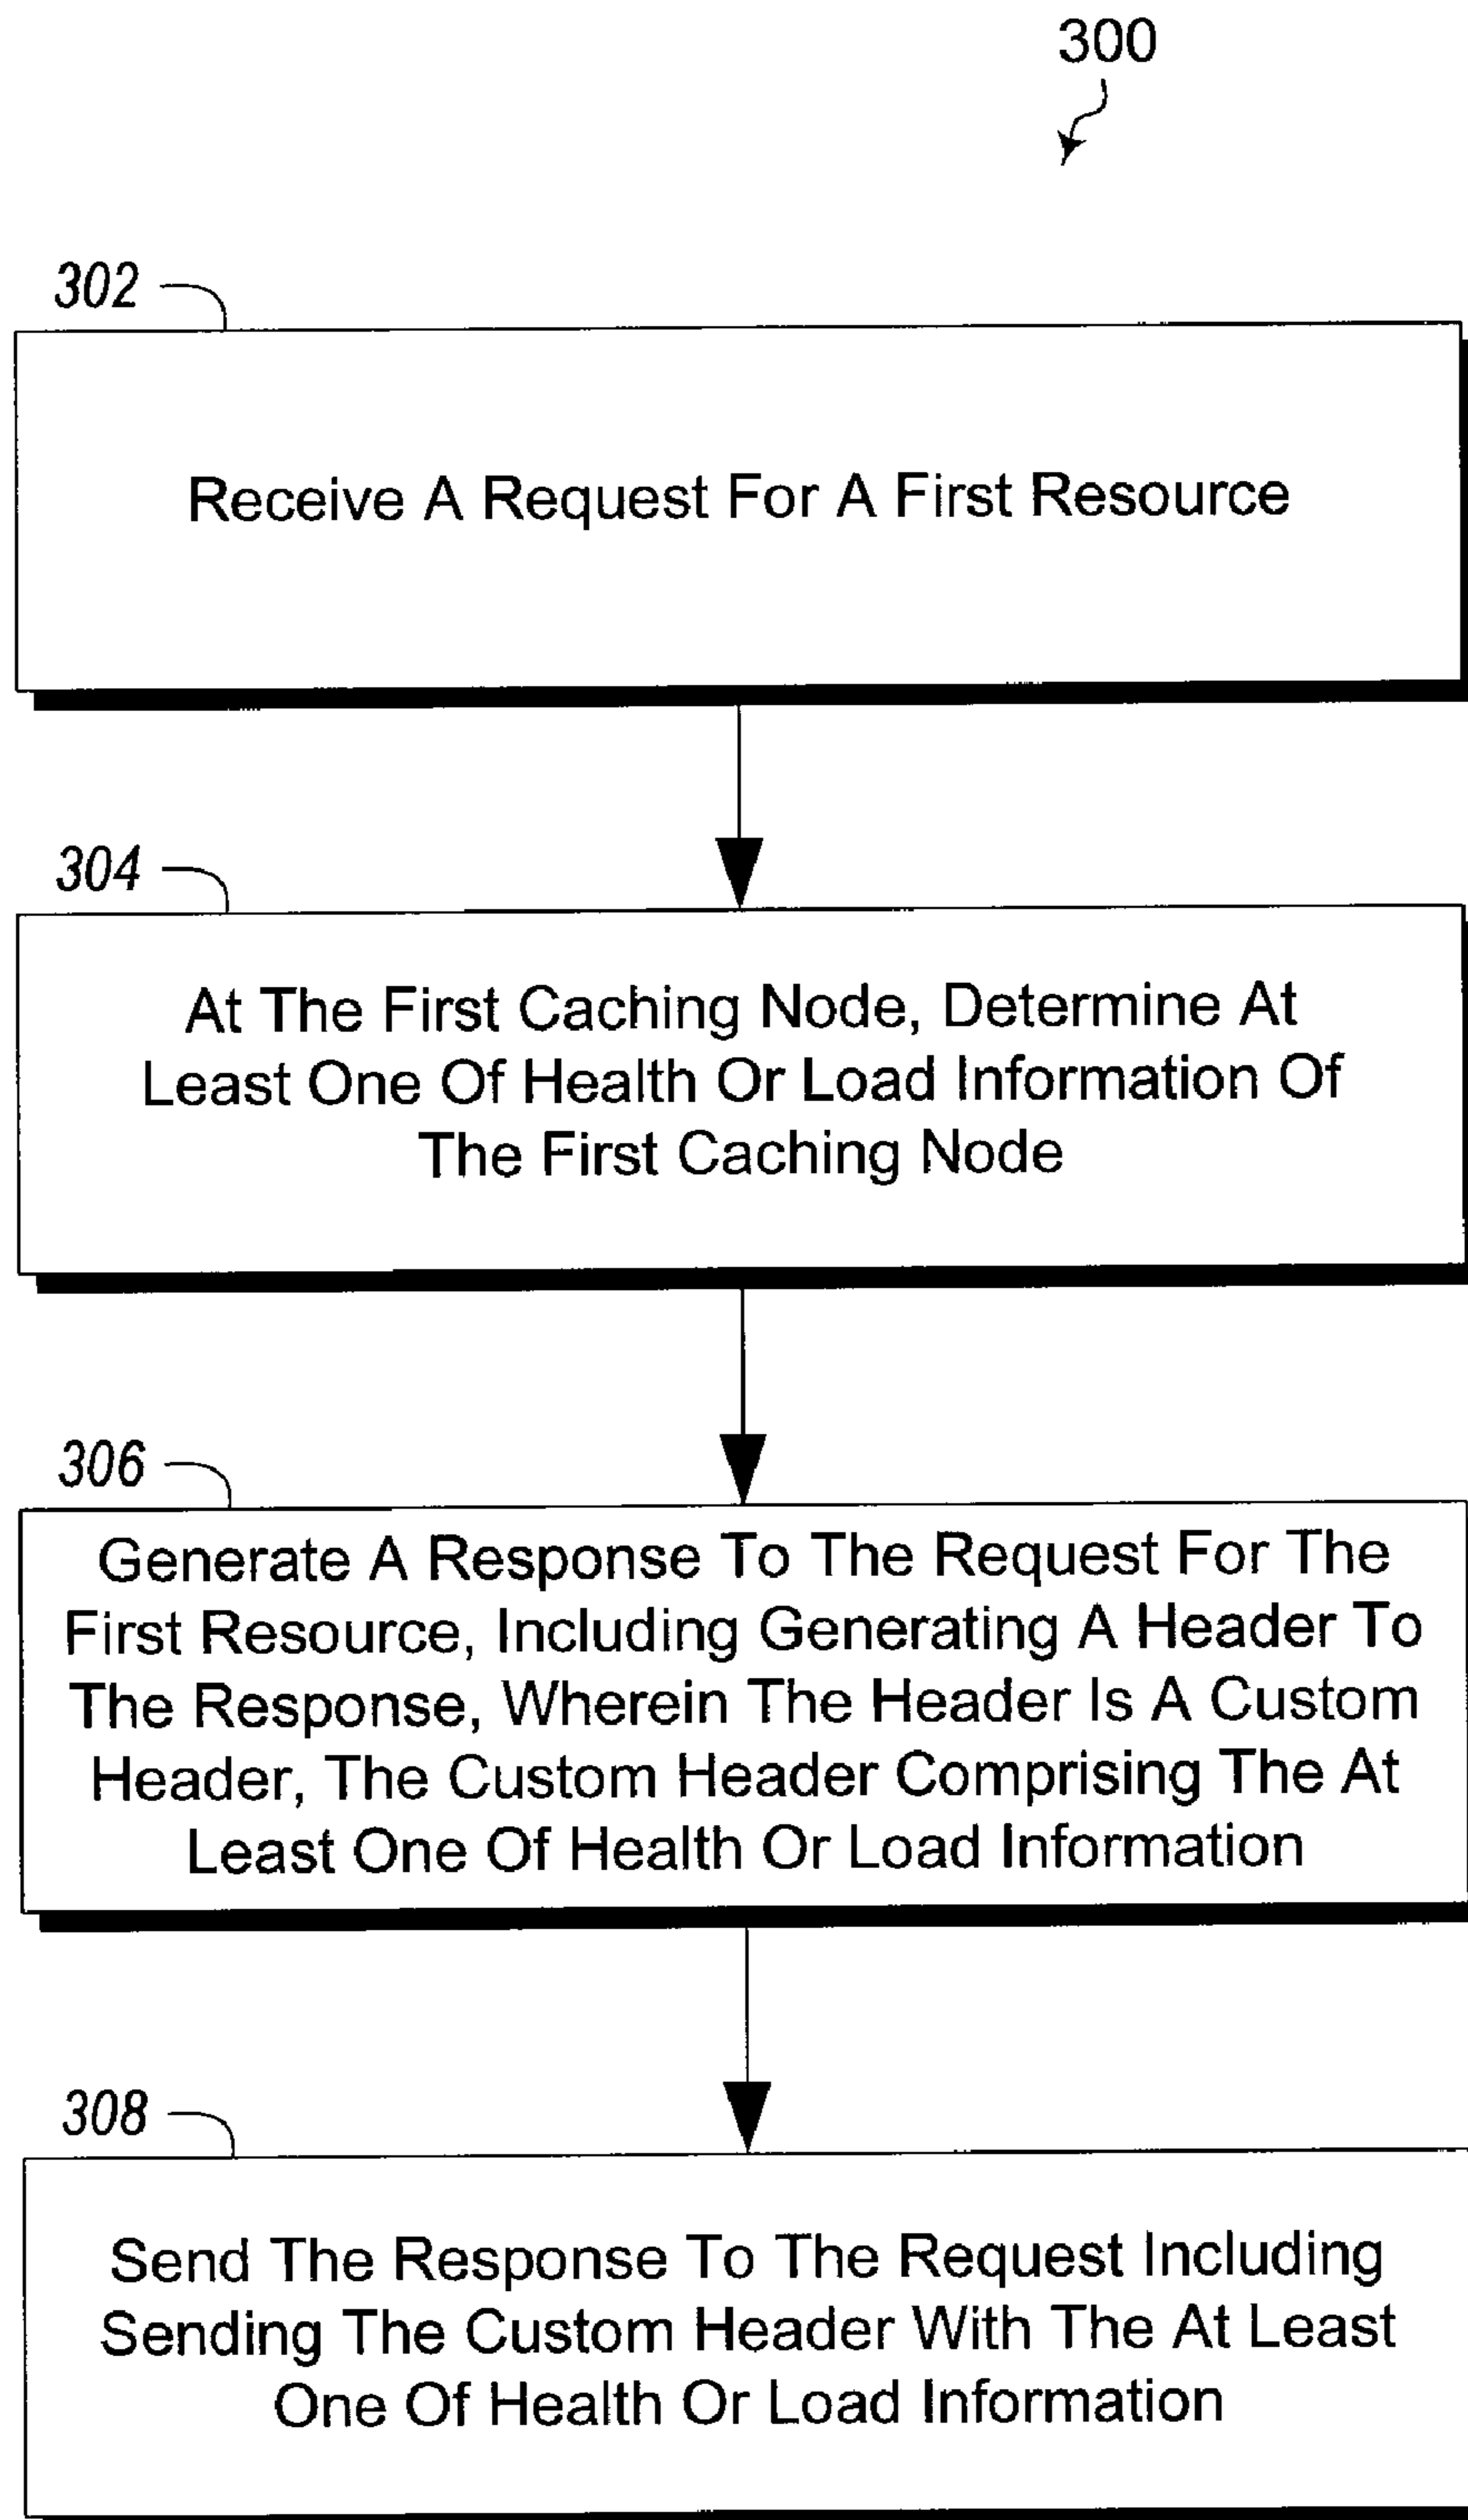 300
302
Receive A Request For A First Resource
304
At The First Caching Node, Determine At
Least One Of Health Or Load Information Of
The First Caching Node
306
Generate A Response To The Request For The
First Resource, Including Generating A Header To
The Response, Wherein The Header Is A Custom
Header, The Custom Header Comprising The At
Least One Of Health Or Load Information
308
Send The Response To The Request Including
Sending The Custom Header With The At Least
One Of Health Or Load Information